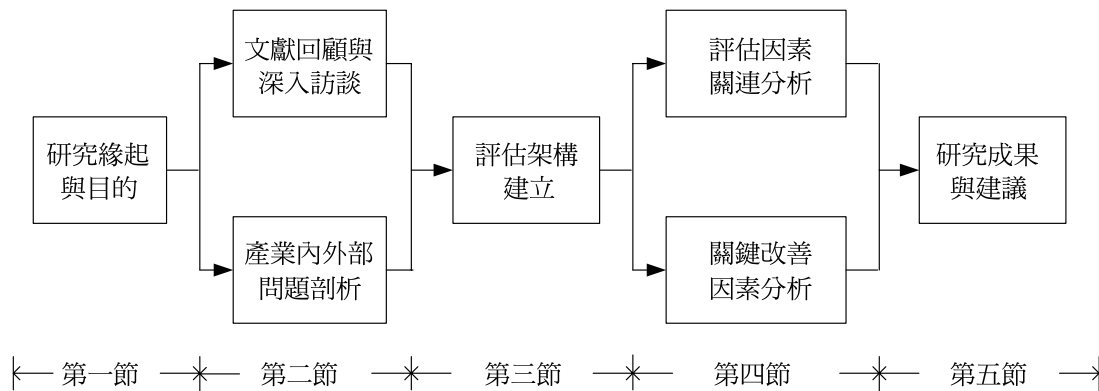 文獻回顧與
深入訪談
評估因素
關連分析
研究緣起
與目的
評估架構
建立
研究成果
與建議
產業內外部
問題剖析
關鍵改善
因素分析
第一節
第二節
第三節
第四節
第五節